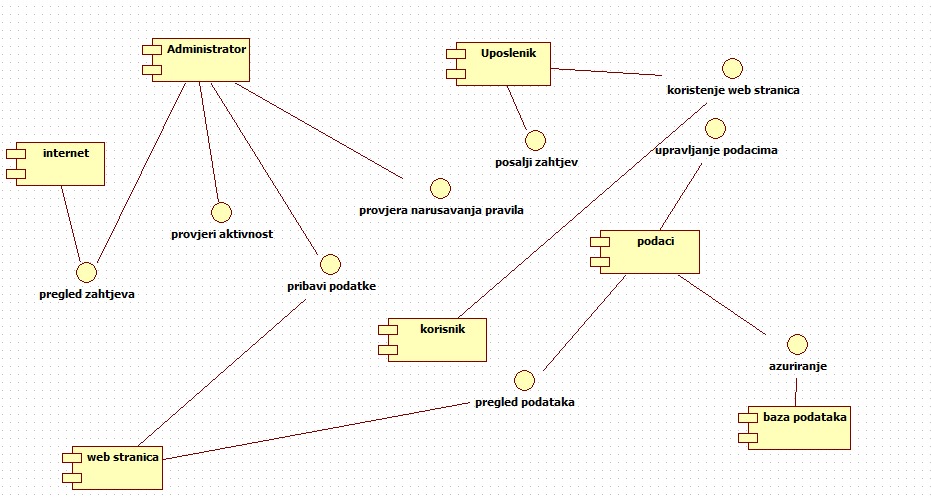 Administrator
Uposlenik
koristenje web stranica
internet
posalji zahtjev
upravljanje podacima
provjera narusavanja pravila
provjeri aktivnost
podaci
pregled zahtjeva
pribavi podatke
korisnik
azuriranje
pregled podataka
baza podataka
web stranica